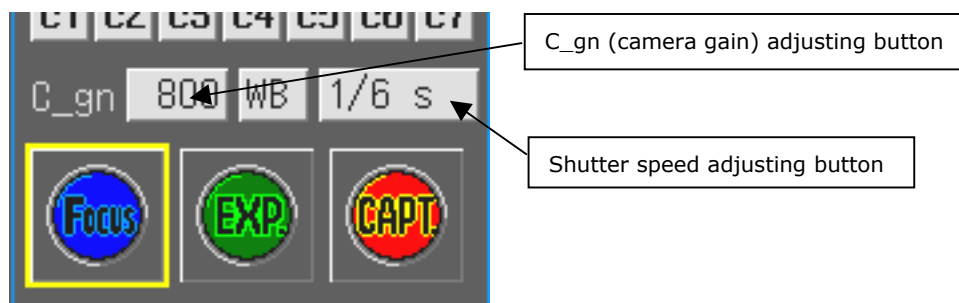 C1 C2 C3 C4 C5 C6 C7
C_gn (camera gain) adjusting button
C_gn 800 WB 1/6 s
Shutter speed adjusting button
Focus EXP. CAPT.